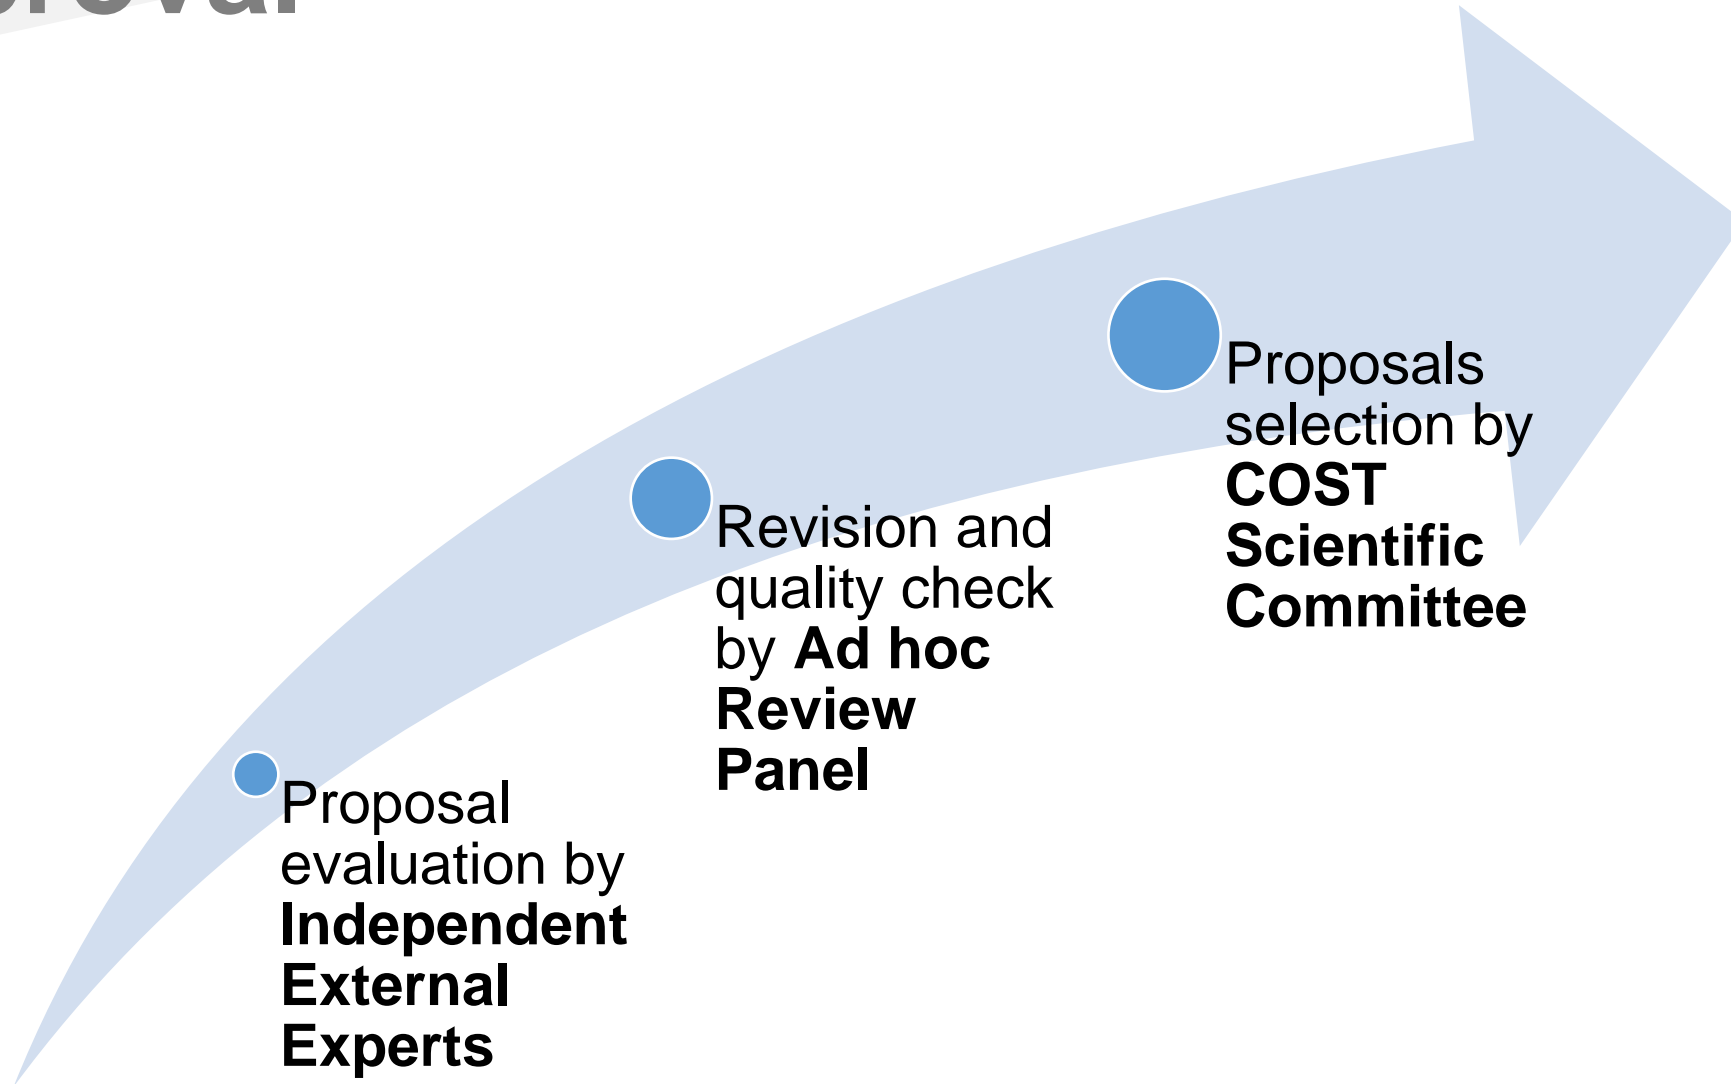 Proposal
evaluation by
Independent
External
Experts
Revision and
quality check
by Ad hoc
Review
Panel
Proposals
selection by
COST
Scientific
Committee